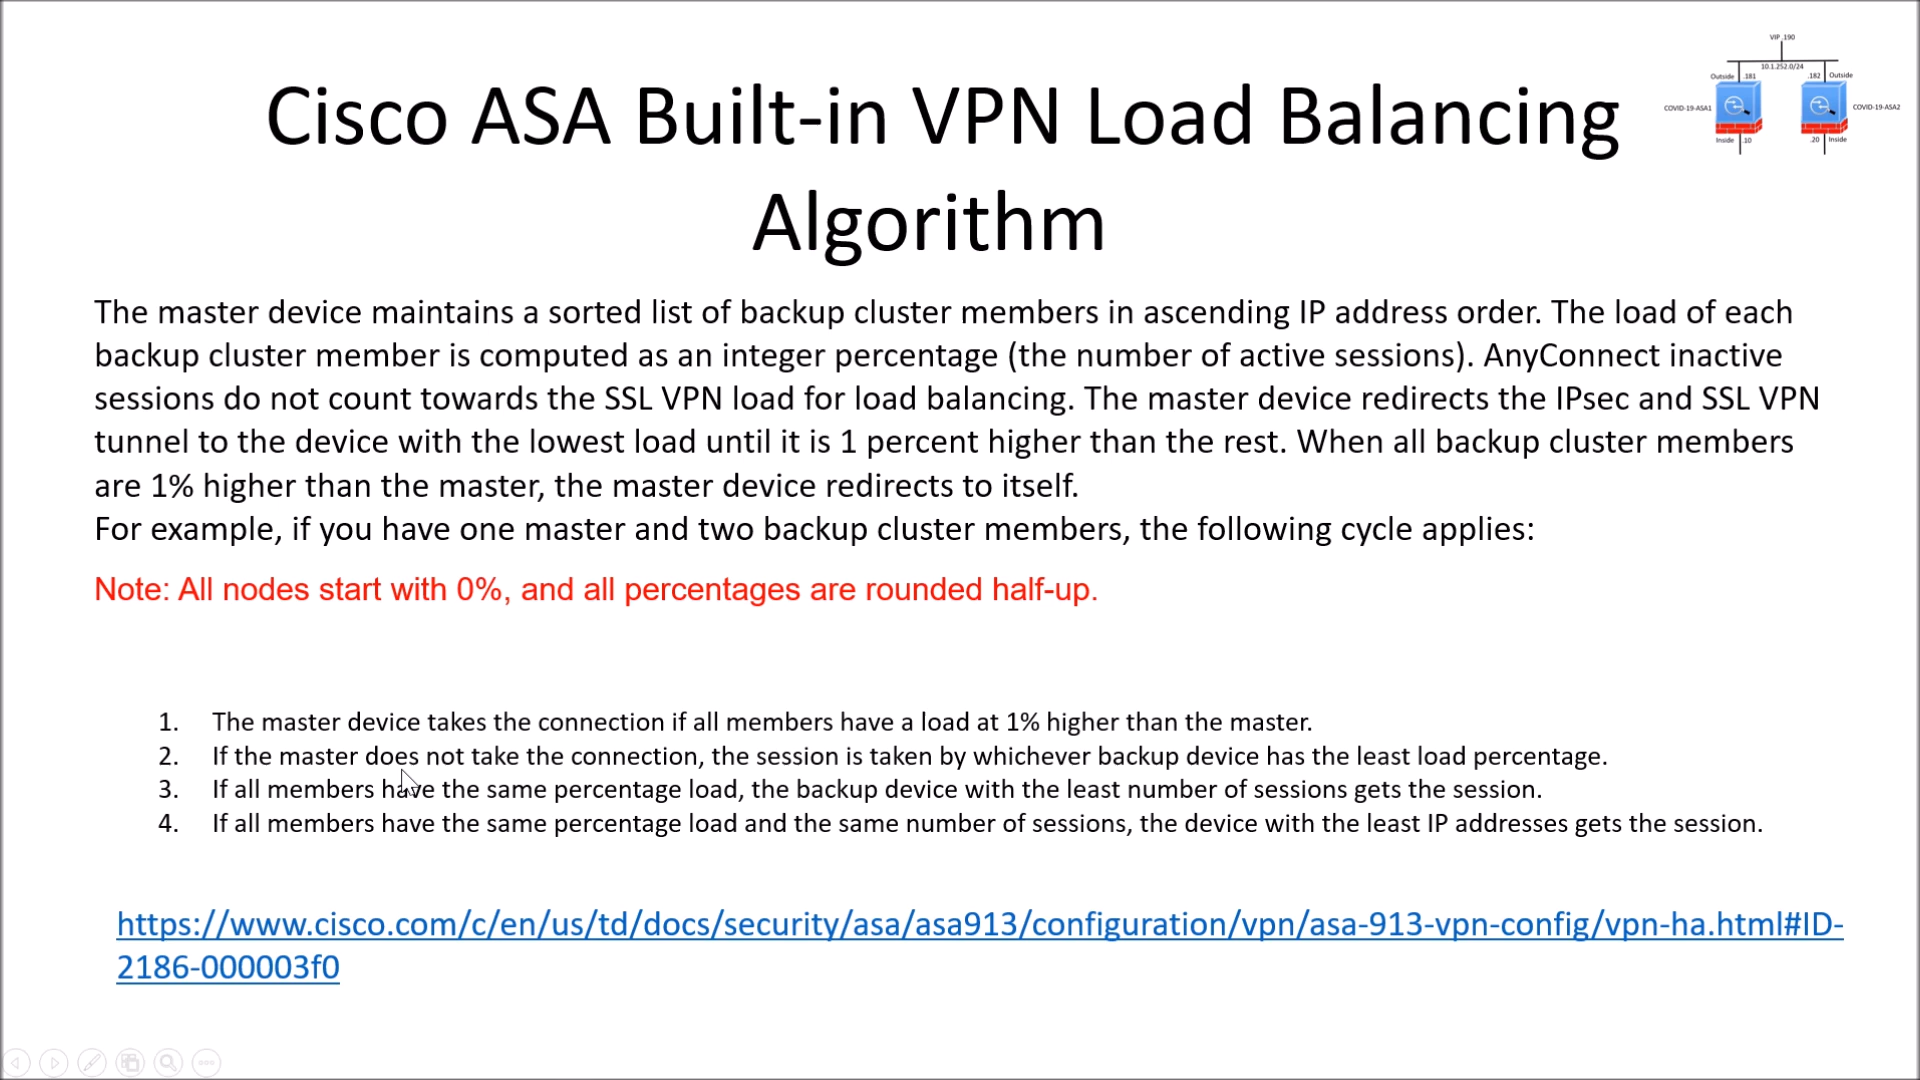 VIP .190
10.1.252.0/24
Outside .181 .182 Outside
COVID-19-ASA1 COVID-19-ASA2
Inside .10 .20 Inside
Cisco ASA Built-in VPN Load Balancing
Algorithm
The master device maintains a sorted list of backup cluster members in ascending IP address order. The load of each
backup cluster member is computed as an integer percentage (the number of active sessions). AnyConnect inactive
sessions do not count towards the SSL VPN load for load balancing. The master device redirects the IPsec and SSL VPN
tunnel to the device with the lowest load until it is 1 percent higher than the rest. When all backup cluster members
are 1% higher than the master, the master device redirects to itself.
For example, if you have one master and two backup cluster members, the following cycle applies:
Note: All nodes start with 0%, and all percentages are rounded half-up.
1. The master device takes the connection if all members have a load at 1% higher than the master.
2. If the master does not take the connection, the session is taken by whichever backup device has the least load percentage.
3. If all members have the same percentage load, the backup device with the least number of sessions gets the session.
4. If all members have the same percentage load and the same number of sessions, the device with the least IP addresses gets the session.
https://www.cisco.com/c/en/us/td/docs/security/asa/asa913/configuration/vpn/asa-913-vpn-config/vpn-ha.html#ID-
2186-000003f0